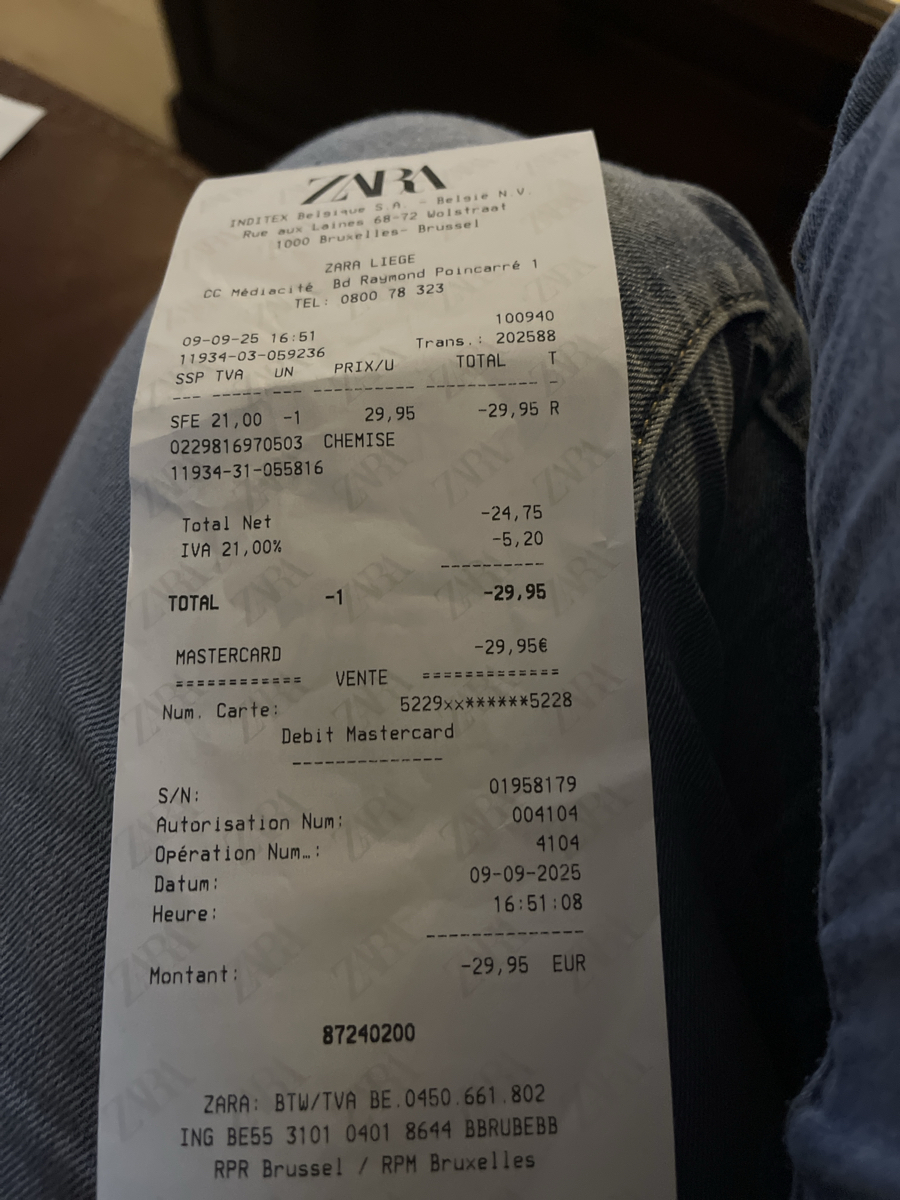 ZARA
INDITEX Belgique S.A. - Belgie N.V.
Rue aux Laines 68-72 Wolstraat
1000 Bruxelles- Brussel
ZARA LIEGE
CC Médiacité Bd Raymond Poincarré 1
TEL: 0800 78 323
100940
09-09-25 16:51 Trans.: 202588
11934-03-059236
SSP TVA UN PRIX/U TOTAL T
--- ----- --- ---------- ----------- -
SFE 21,00 -1 29,95 -29,95 R
0229816970503 CHEMISE
11934-31-055816
Total Net -24,75
IVA 21,00% -5,20
----------
TOTAL -1 -29,95
MASTERCARD -29,95€
============ VENTE =============
Num. Carte: 5229xx******5228
Debit Mastercard
--------------
S/N: 01958179
Autorisation Num: 004104
Opération Num…: 4104
Datum: 09-09-2025
Heure: 16:51:08
--------------
Montant: -29,95 EUR
87240200
ZARA: BTW/TVA BE.0450.661.802
ING BE55 3101 0401 8644 BBRUBEBB
RPR Brussel / RPM Bruxelles